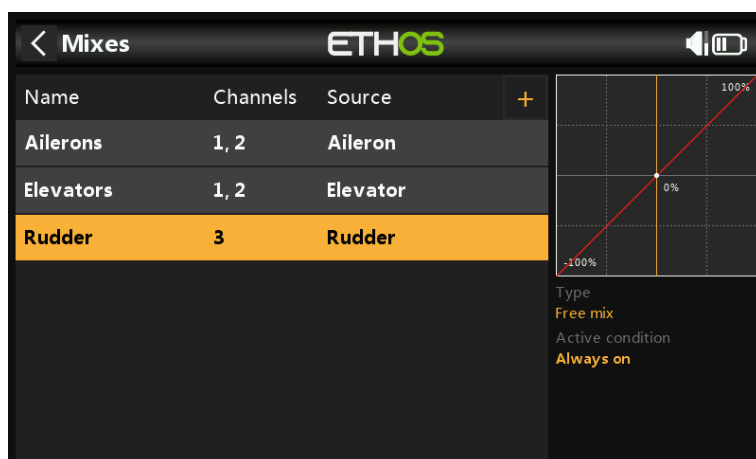 Mixes
ETHOS
Name Channels Source +
Ailerons 1, 2 Aileron
Elevators 1, 2 Elevator
Rudder 3 Rudder
100%
0%
-100%
Type
Free mix
Active condition
Always on